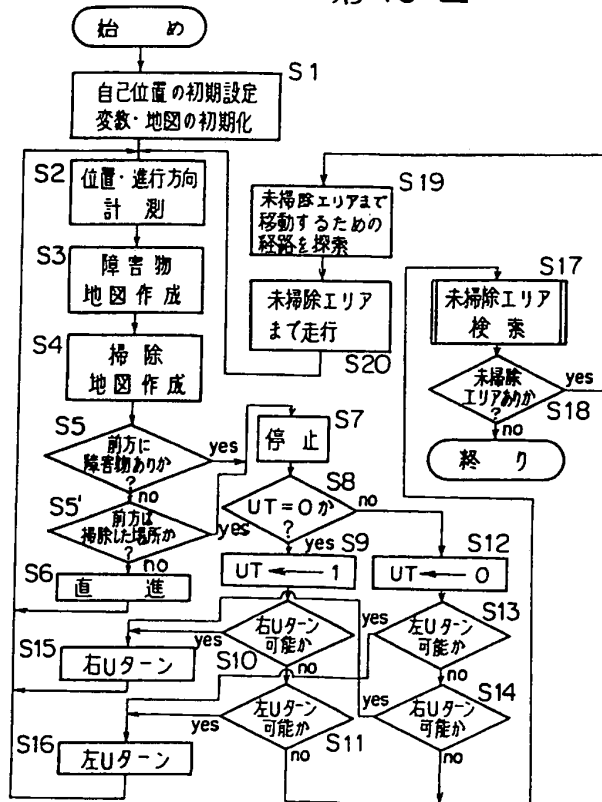 始 め
S1
自己位置の初期設定
変数・地図の初期化
S2
位置・進行方向
計 測
S3
障害物
地図作成
S4
掃 除
地図作成
S5
前方に
障害物ありか
?
yes
no
S5'
前方は
掃除した場所か
?
yes
no
S6
直 進
S7
停 止
S8
UT=0か
?
no
yes
S9
UT ← 1
S12
UT ← 0
S10
右Uターン
可能か
yes
no
S13
左Uターン
可能か
yes
no
S11
左Uターン
可能か
yes
no
S14
右Uターン
可能か
yes
no
S15
右Uターン
S16
左Uターン
S19
未掃除エリアまで
移動するための
経路を探索
未掃除エリア
まで走行
S20
S17
未掃除エリア
検 索
未掃除
エリアありか
?
yes
S18
no
終 り